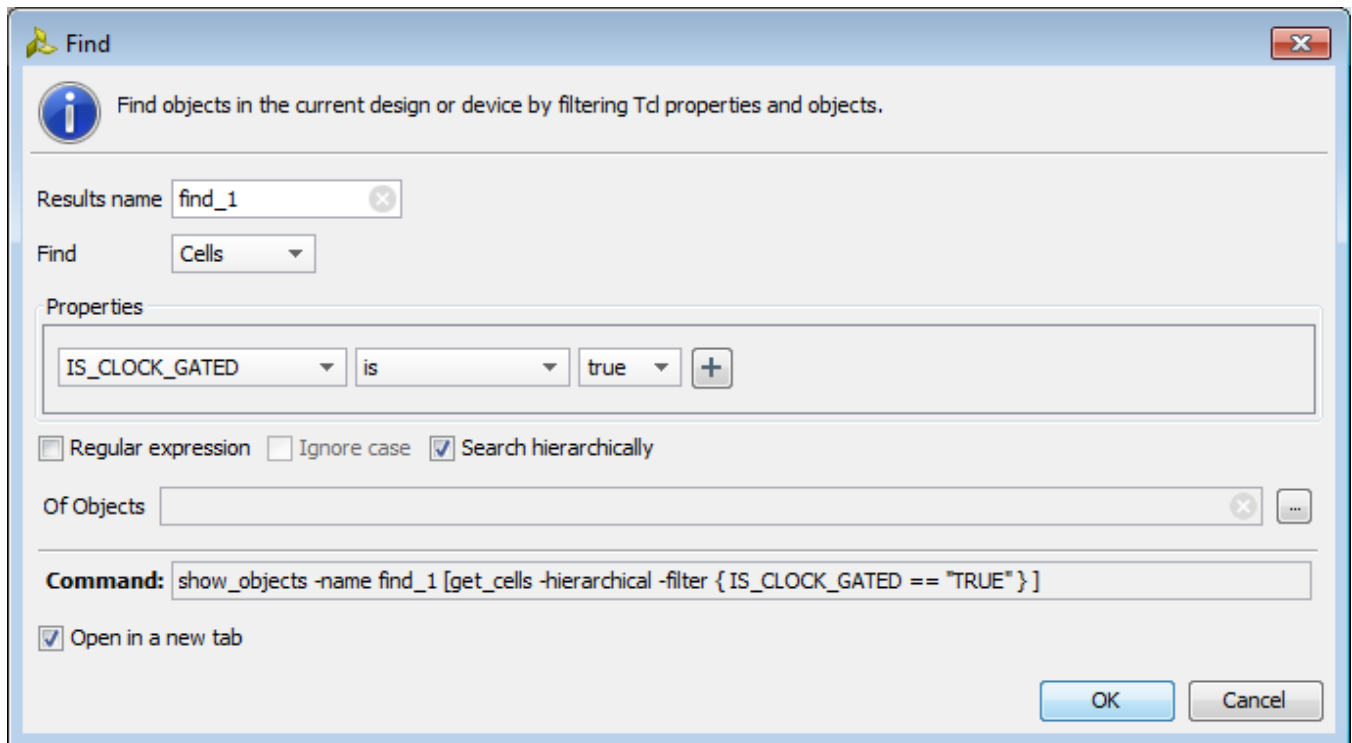 Find
Find objects in the current design or device by filtering Tcl properties and objects.
Results name find_1
Find Cells
Properties
IS_CLOCK_GATED is true +
Regular expression Ignore case Search hierarchically
Of Objects ...
Command: show_objects -name find_1 [get_cells -hierarchical -filter { IS_CLOCK_GATED == "TRUE" } ]
Open in a new tab
OK Cancel